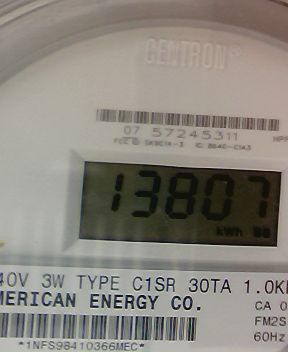 CENTRON®
07 57245311
13807
kWh
40V 3W TYPE C1SR 30TA 1.0K
MERICAN ENERGY CO.
CA 0
FM2S
60Hz
*1NFS98410366MEC*